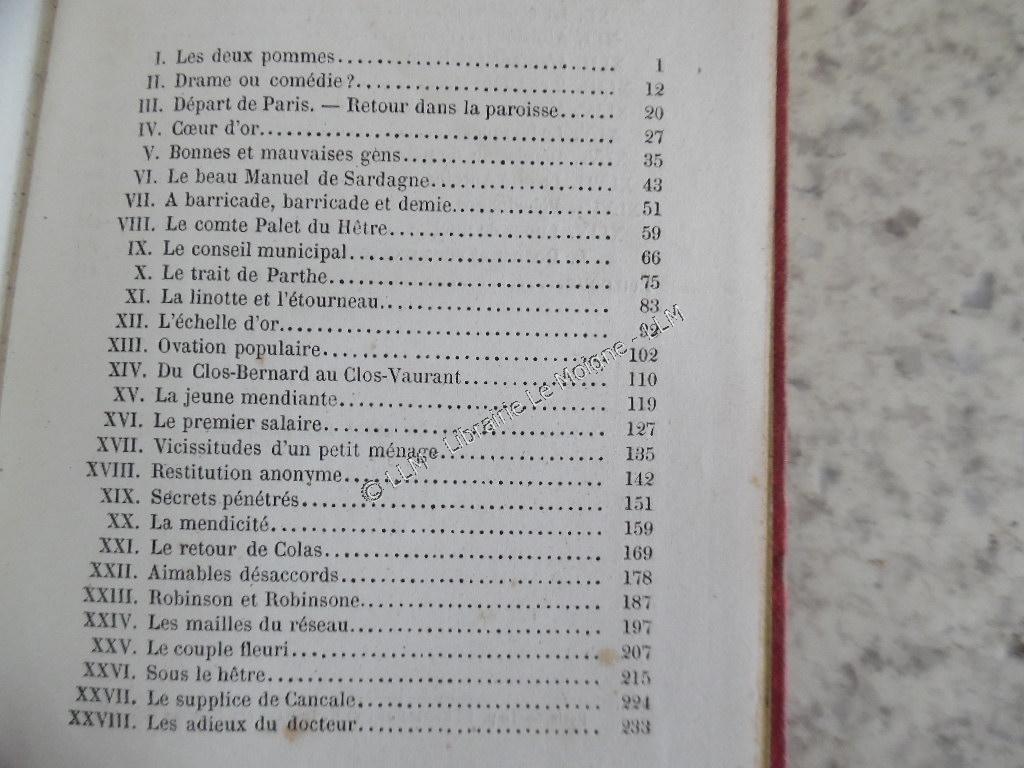 I. Les deux pommes........................ 1
II. Drame ou comédie?........................ 12
III. Départ de Paris. — Retour dans la paroisse...... 20
IV. Cœur d'or........................ 27
V. Bonnes et mauvaises gens........................ 35
VI. Le beau Manuel de Sardagne........................ 43
VII. A barricade, barricade et demie........................ 51
VIII. Le comte Palet du Hêtre........................ 59
IX. Le conseil municipal........................ 66
X. Le trait de Parthe........................ 75
XI. La linotte et l'étourneau........................ 83
XII. L'échelle d'or........................ 92
XIII. Ovation populaire........................ 102
XIV. Du Clos-Bernard au Clos-Vaurant........................ 110
XV. La jeune mendiante........................ 119
XVI. Le premier salaire........................ 127
XVII. Vicissitudes d'un petit ménage........................ 135
XVIII. Restitution anonyme........................ 142
XIX. Secrets pénétrés........................ 151
XX. La mendicité........................ 159
XXI. Le retour de Colas........................ 169
XXII. Aimables désaccords........................ 178
XXIII. Robinson et Robinsone........................ 187
XXIV. Les mailles du réseau........................ 197
XXV. Le couple fleuri........................ 207
XXVI. Sous le hêtre........................ 215
XXVII. Le supplice de Cancale........................ 224
XXVIII. Les adieux du docteur........................ 233
© LLM - Librairie Le Moigne - LLM